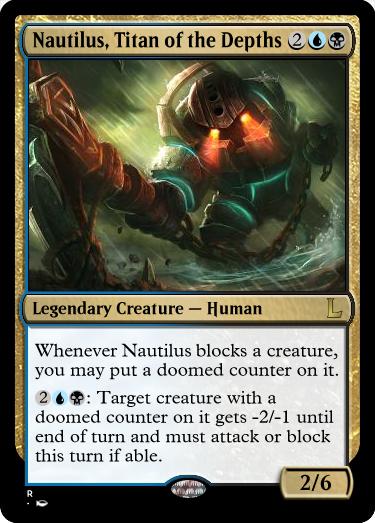 Nautilus, Titan of the Depths 2
Legendary Creature — Human L
Whenever Nautilus blocks a creature,
you may put a doomed counter on it.
2 : Target creature with a
doomed counter on it gets -2/-1 until
end of turn and must attack or block
this turn if able.
2/6
R